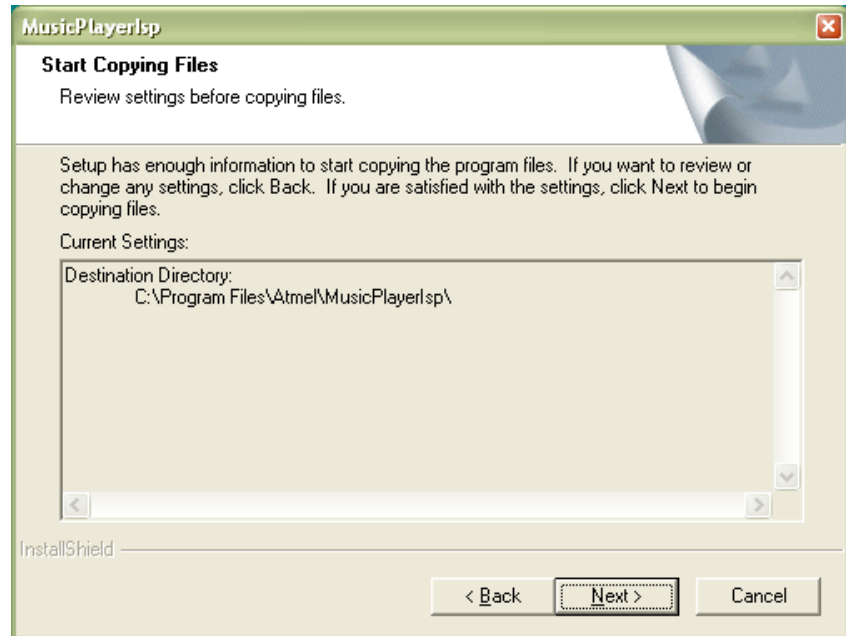 MusicPlayerIsp
Start Copying Files
Review settings before copying files.
Setup has enough information to start copying the program files.  If you want to review or
change any settings, click Back.  If you are satisfied with the settings, click Next to begin
copying files.
Current Settings:
Destination Directory:
C:\Program Files\Atmel\MusicPlayerIsp\
InstallShield
< Back
Next >
Cancel